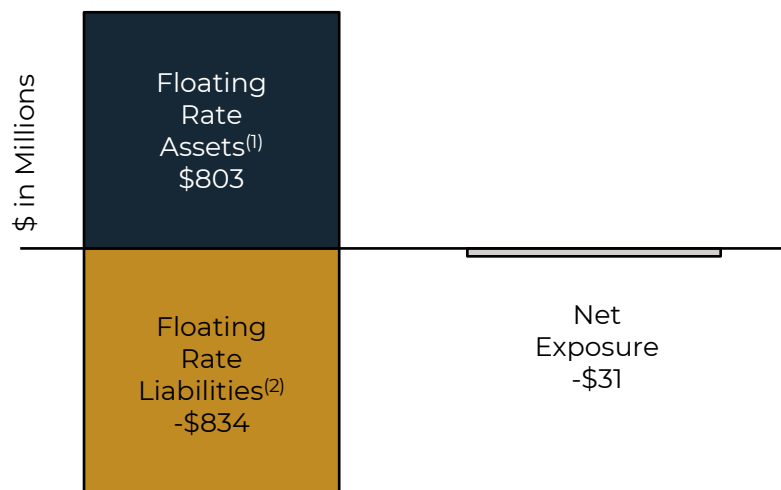 $ in Millions
Floating
Rate
Assets(1)
$803
Floating
Rate
Liabilities(2)
-$834
Net
Exposure
-$31